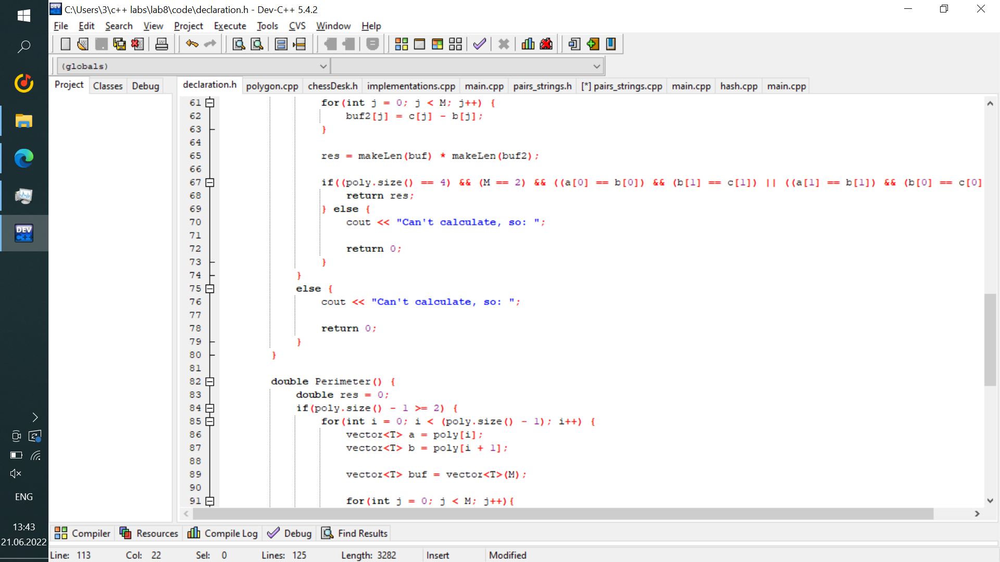 C:\Users\3\c++ labs\lab8\code\declaration.h - Dev-C++ 5.4.2
File Edit Search View Project Execute Tools CVS Window Help
(globals)
Project Classes Debug
declaration.h polygon.cpp chessDesk.h implementations.cpp main.cpp pairs_strings.h [*] pairs_strings.cpp main.cpp hash.cpp main.cpp
61 for(int j = 0; j < M; j++) {
62 buf2[j] = c[j] - b[j];
63 }
64
65 res = makeLen(buf) * makeLen(buf2);
66
67 if((poly.size() == 4) && (M == 2) && ((a[0] == b[0]) && (b[1] == c[1]) || ((a[1] == b[1]) && (b[0] == c[0]
68 return res;
69 } else {
70 cout << "Can't calculate, so: ";
71
72 return 0;
73 }
74 }
75 else {
76 cout << "Can't calculate, so: ";
77
78 return 0;
79 }
80 }
81
82 double Perimeter() {
83 double res = 0;
84 if(poly.size() - 1 >= 2) {
85 for(int i = 0; i < (poly.size() - 1); i++) {
86 vector<T> a = poly[i];
87 vector<T> b = poly[i + 1];
88
89 vector<T> buf = vector<T>(M);
90
91 for(int j = 0; j < M; j++){
Compiler Resources Compile Log Debug Find Results
Line: 113 Col: 22 Sel: 0 Lines: 125 Length: 3282 Insert Modified
DEV
C++
ENG
13:43
21.06.2022